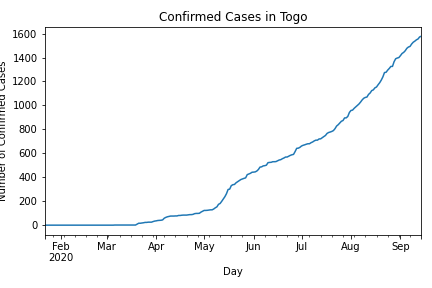 Confirmed Cases in Togo
1600
1400
1200
1000
800
600
400
200
0
Number of Confirmed Cases
Feb Mar Apr May Jun Jul Aug Sep
2020
Day